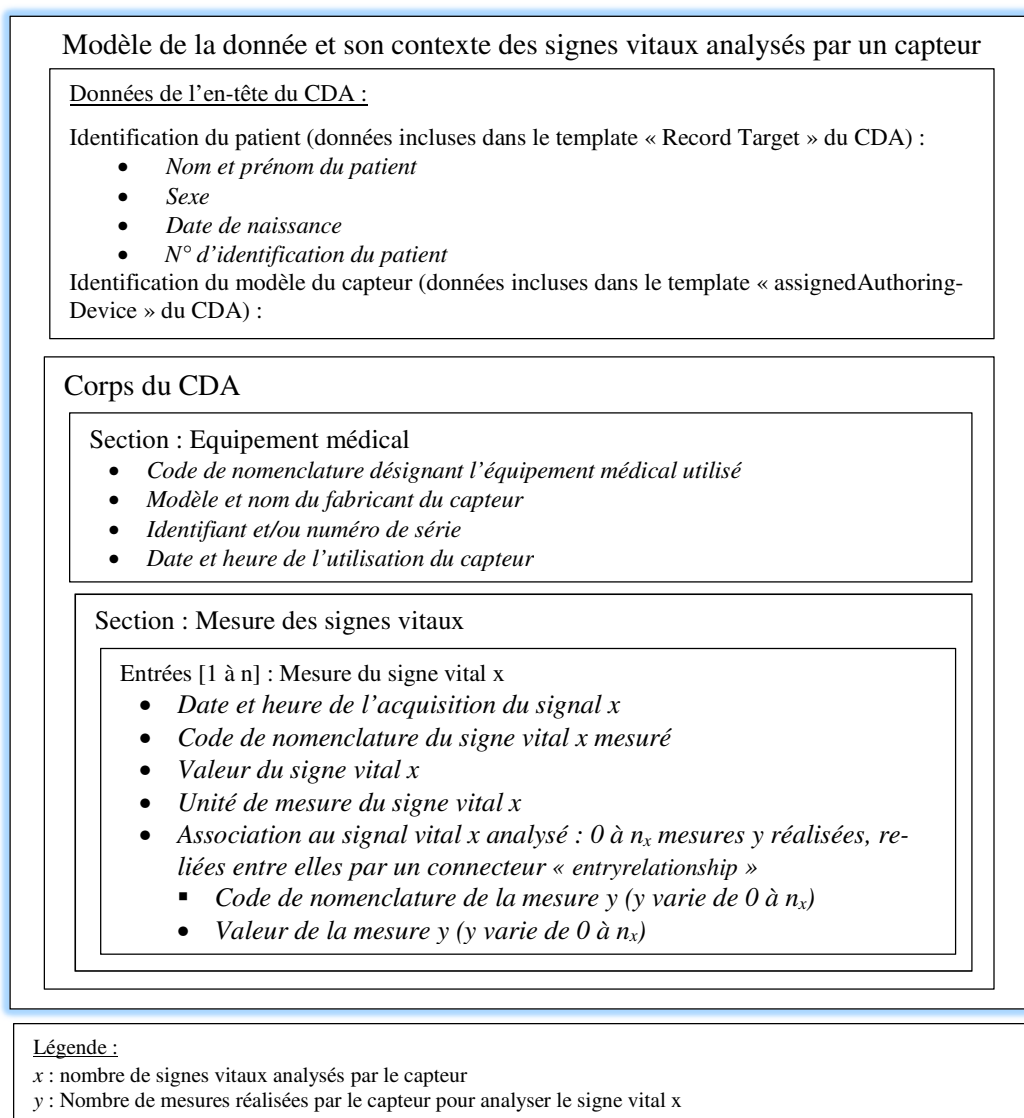 Modèle de la donnée et son contexte des signes vitaux analysés par un capteur
Données de l'en-tête du CDA :
Identification du patient (données incluses dans le template « Record Target » du CDA) :
• Nom et prénom du patient
• Sexe
• Date de naissance
• N° d'identification du patient
Identification du modèle du capteur (données incluses dans le template « assignedAuthoring-
Device » du CDA) :
Corps du CDA
Section : Equipement médical
• Code de nomenclature désignant l'équipement médical utilisé
• Modèle et nom du fabricant du capteur
• Identifiant et/ou numéro de série
• Date et heure de l'utilisation du capteur
Section : Mesure des signes vitaux
Entrées [1 à n] : Mesure du signe vital x
• Date et heure de l'acquisition du signal x
• Code de nomenclature du signe vital x mesuré
• Valeur du signe vital x
• Unité de mesure du signe vital x
• Association au signal vital x analysé : 0 à nx mesures y réalisées, re-
liées entre elles par un connecteur « entryrelationship »
▪ Code de nomenclature de la mesure y (y varie de 0 à nx)
• Valeur de la mesure y (y varie de 0 à nx)
Légende :
x : nombre de signes vitaux analysés par le capteur
y : Nombre de mesures réalisées par le capteur pour analyser le signe vital x